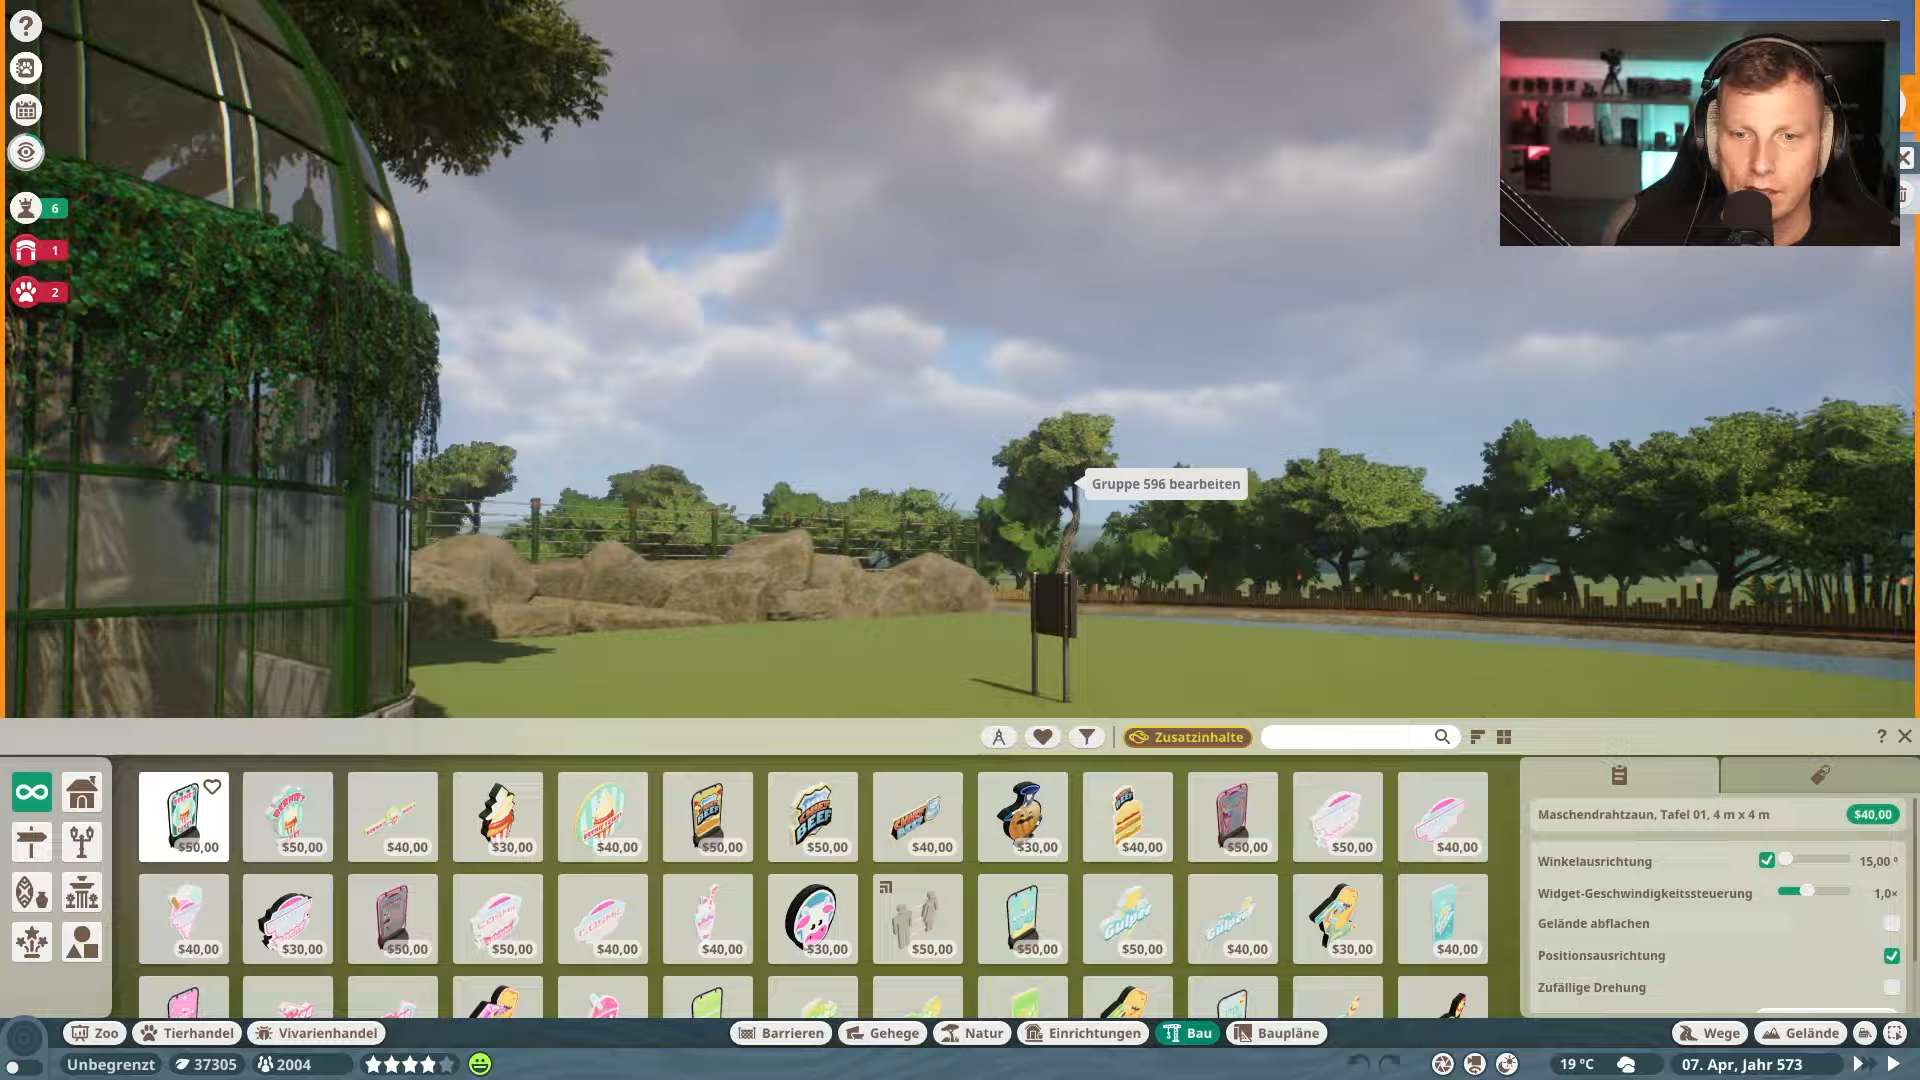 ?
6
1
2
Gruppe 596 bearbeiten
Zusatzinhalte
?
$50,00
$50,00
$40,00
$30,00
$40,00
$50,00
$50,00
$40,00
$30,00
$40,00
$50,00
$50,00
$40,00
$40,00
$30,00
$50,00
$50,00
$40,00
$40,00
$30,00
$50,00
$50,00
$50,00
$40,00
$30,00
$40,00
Maschendrahtzaun, Tafel 01, 4 m x 4 m
$40,00
Winkelausrichtung
15,00 °
Widget-Geschwindigkeitssteuerung
1,0×
Gelände abflachen
Positionsausrichtung
Zufällige Drehung
Zoo
Tierhandel
Vivarienhandel
Barrieren
Gehege
Natur
Einrichtungen
Bau
Baupläne
Wege
Gelände
Unbegrenzt
37305
2004
19 °C
07. Apr, Jahr 573